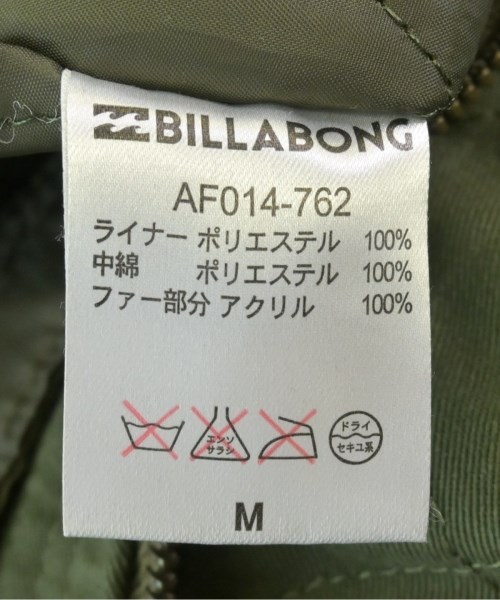 BILLABONG
AF014-762
ライナー ポリエステル 100%
中綿 ポリエステル 100%
ファー部分 アクリル 100%
エンソ サラシ
ドライ
セキユ系
M